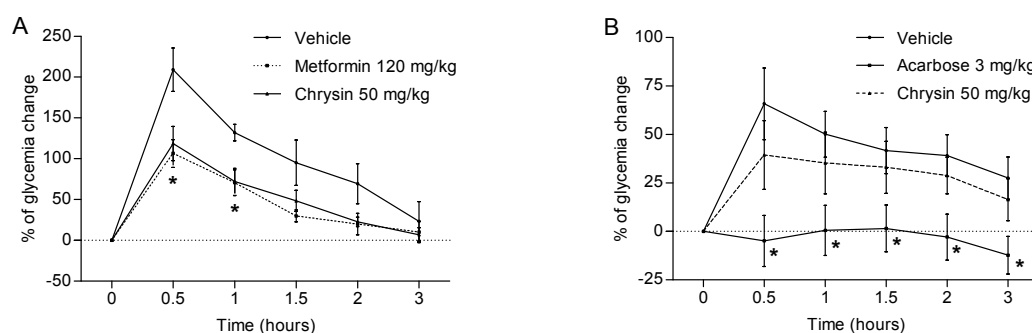 A
Vehicle
Metformin 120 mg/kg
Chrysin 50 mg/kg
% of glycemia change
250
200
150
100
50
0
-50
*
*
0 0.5 1 1.5 2 3
Time (hours)
B
Vehicle
Acarbose 3 mg/kg
Chrysin 50 mg/kg
% of glycemia change
100
75
50
25
0
-25
* * * * *
0 0.5 1 1.5 2 3
Time (hours)